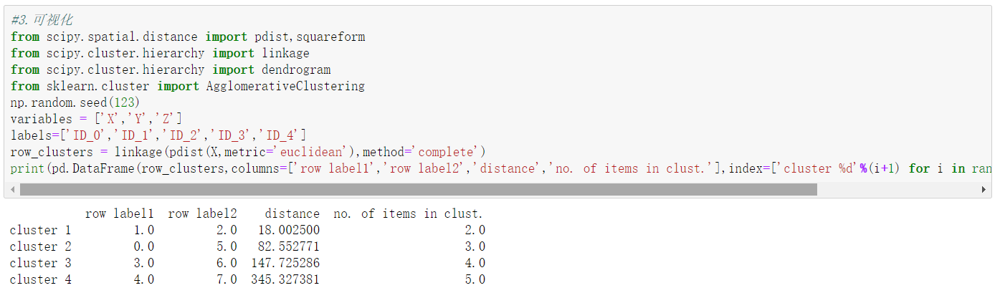 #3.可视化
from scipy.spatial.distance import pdist,squareform
from scipy.cluster.hierarchy import linkage
from scipy.cluster.hierarchy import dendrogram
from sklearn.cluster import AgglomerativeClustering
np.random.seed(123)
variables = ['X','Y','Z']
labels=['ID_0','ID_1','ID_2','ID_3','ID_4']
row_clusters = linkage(pdist(X,metric='euclidean'),method='complete')
print(pd.DataFrame(row_clusters,columns=['row label1','row label2','distance','no. of items in clust.'],index=['cluster %d'%(i+1) for i in ran
row label1 row label2 distance no. of items in clust.
cluster 1 1.0 2.0 18.002500 2.0
cluster 2 0.0 5.0 82.552771 3.0
cluster 3 3.0 6.0 147.725286 4.0
cluster 4 4.0 7.0 345.327381 5.0